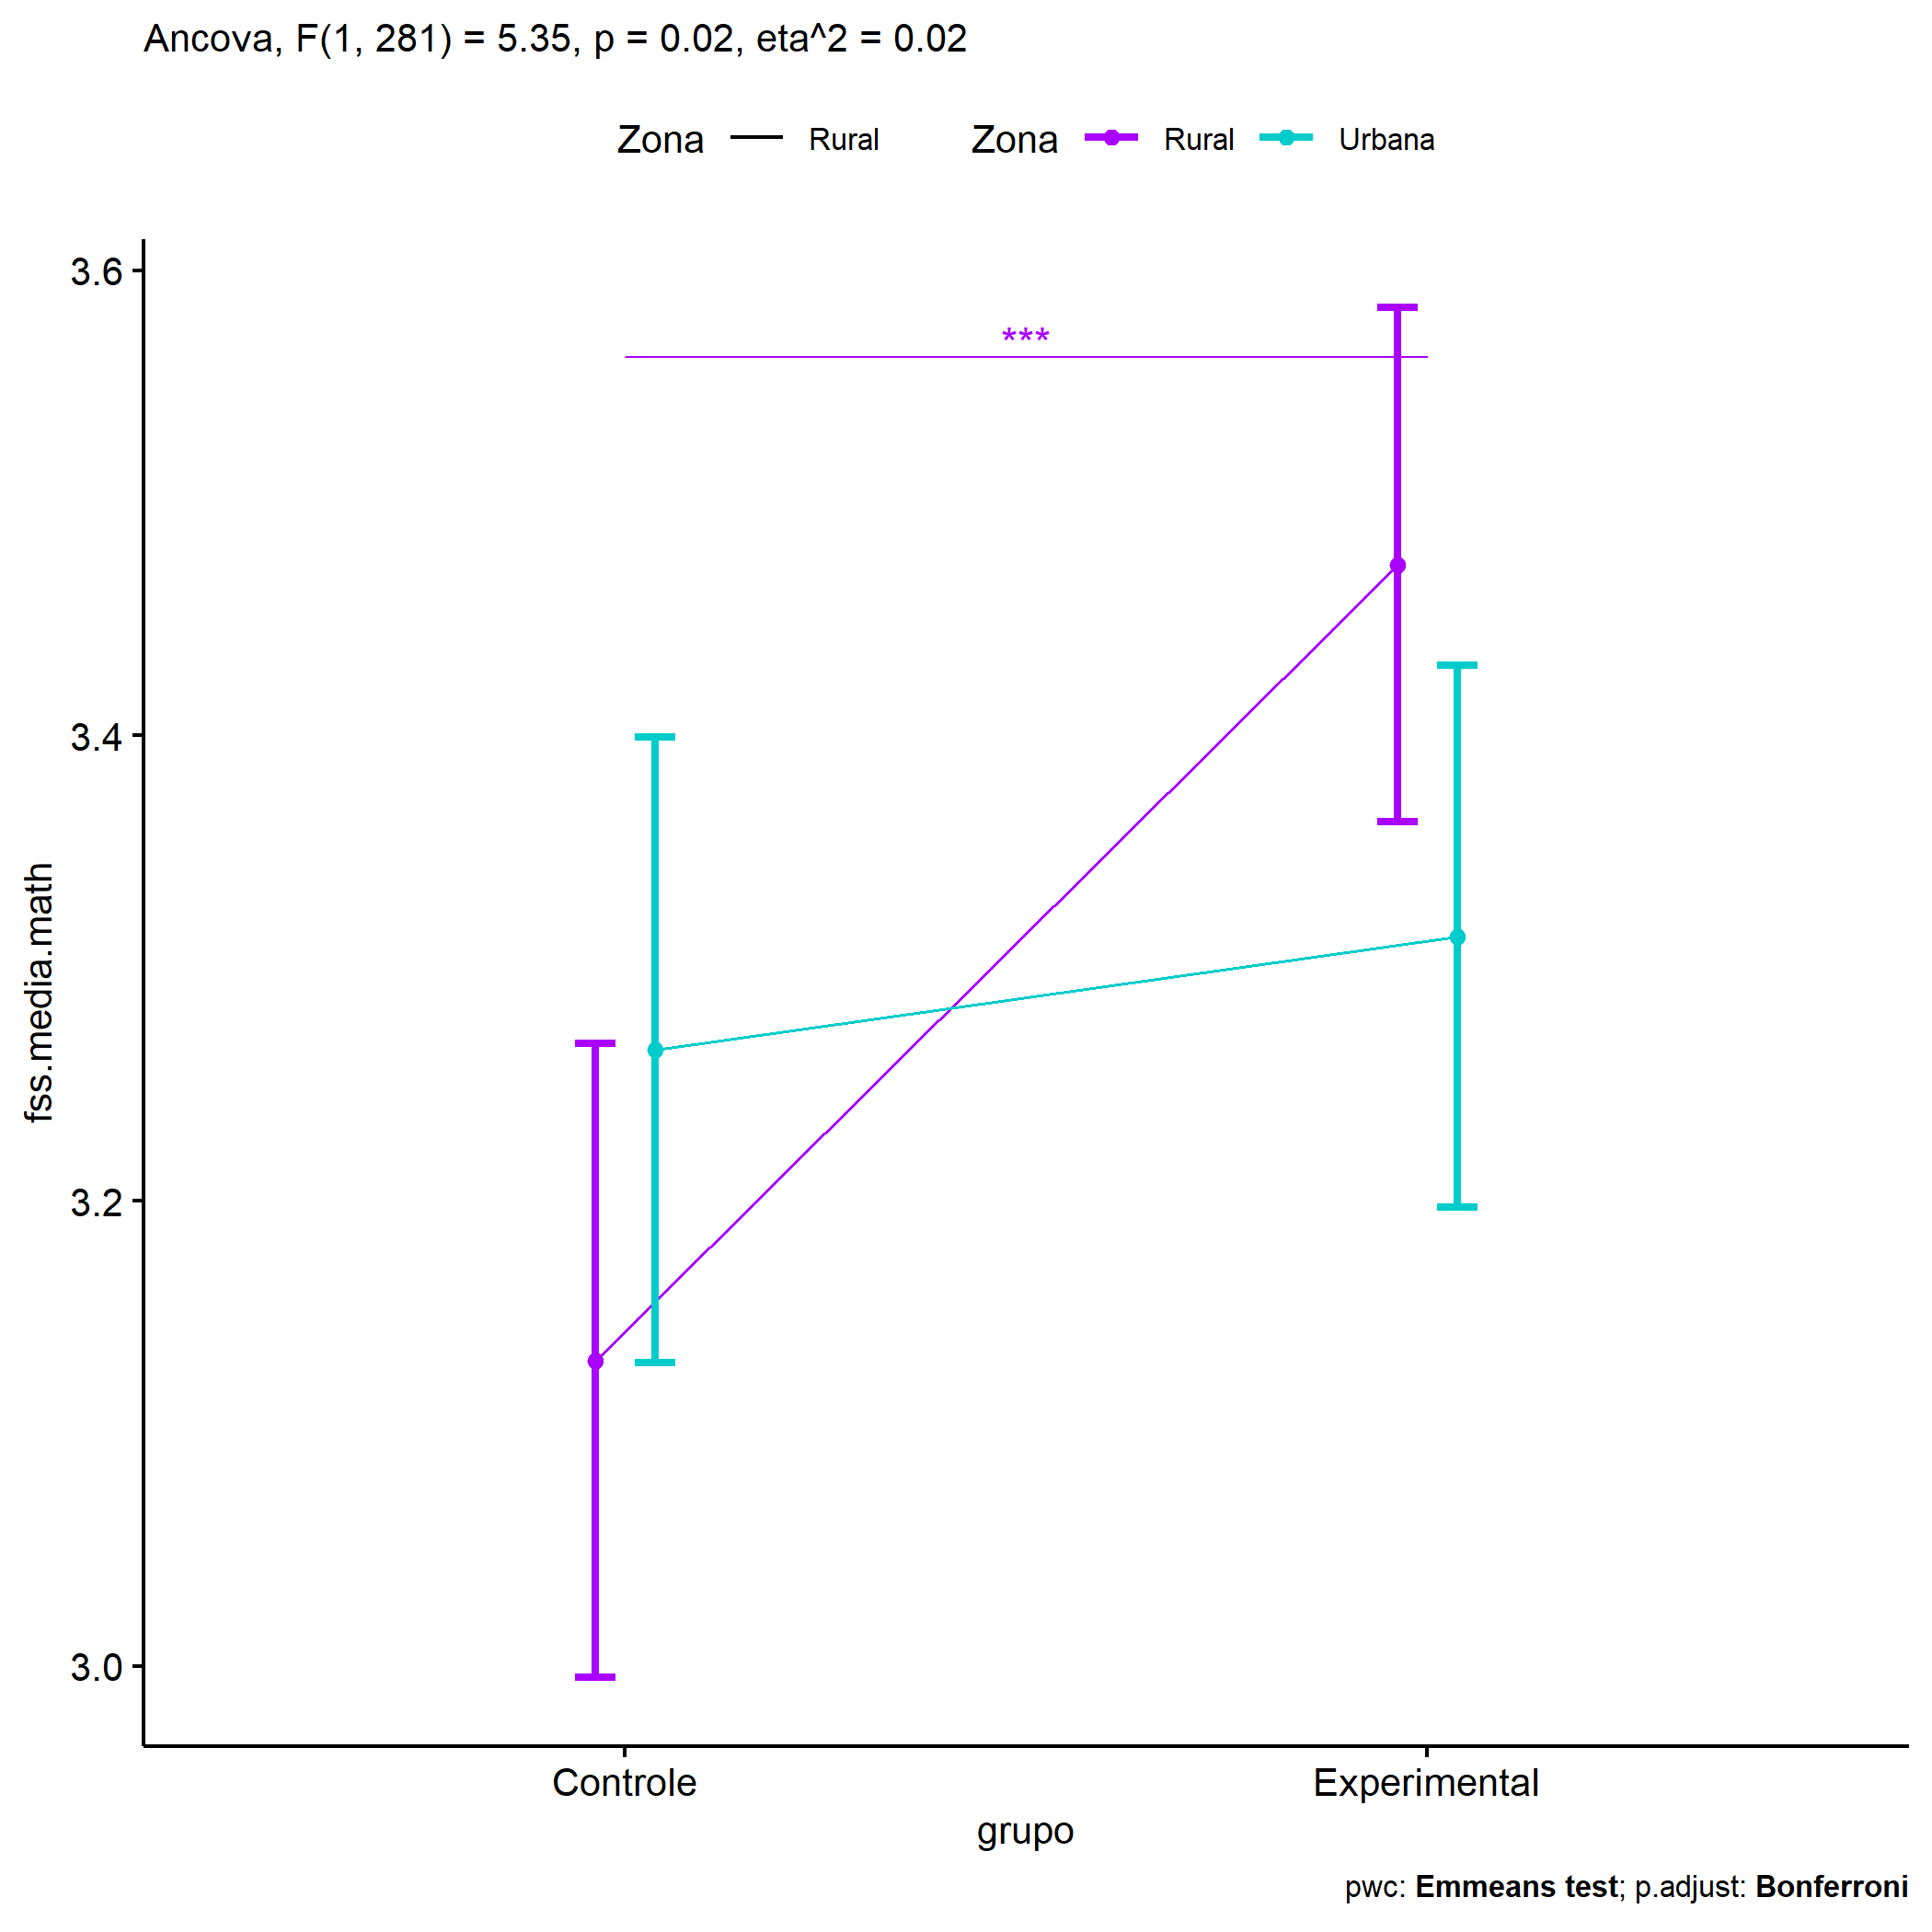 Ancova, F(1, 281) = 5.35, p = 0.02, eta^2 = 0.02
Zona Rural Zona Rural Urbana
3.6
***
3.4
3.2
3.0
fss.media.math
Controle Experimental
grupo
pwc: Emmeans test; p.adjust: Bonferroni